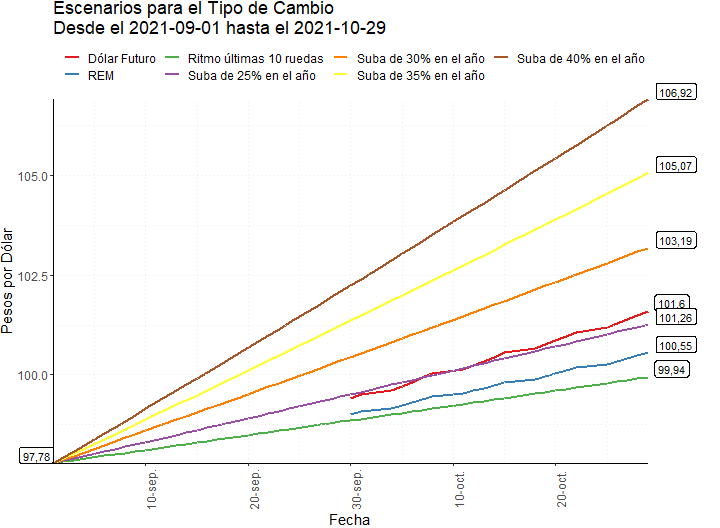 Escenarios para el Tipo de Cambio
Desde el 2021-09-01 hasta el 2021-10-29
Dólar Futuro
Ritmo últimas 10 ruedas
Suba de 30% en el año
Suba de 40% en el año
REM
Suba de 25% en el año
Suba de 35% en el año
106,92
105,07
103,19
101,6
101,26
100,55
99,94
97,78
105.0
102.5
100.0
Pesos por Dólar
10-sep.
20-sep.
30-sep.
10-oct.
20-oct.
Fecha